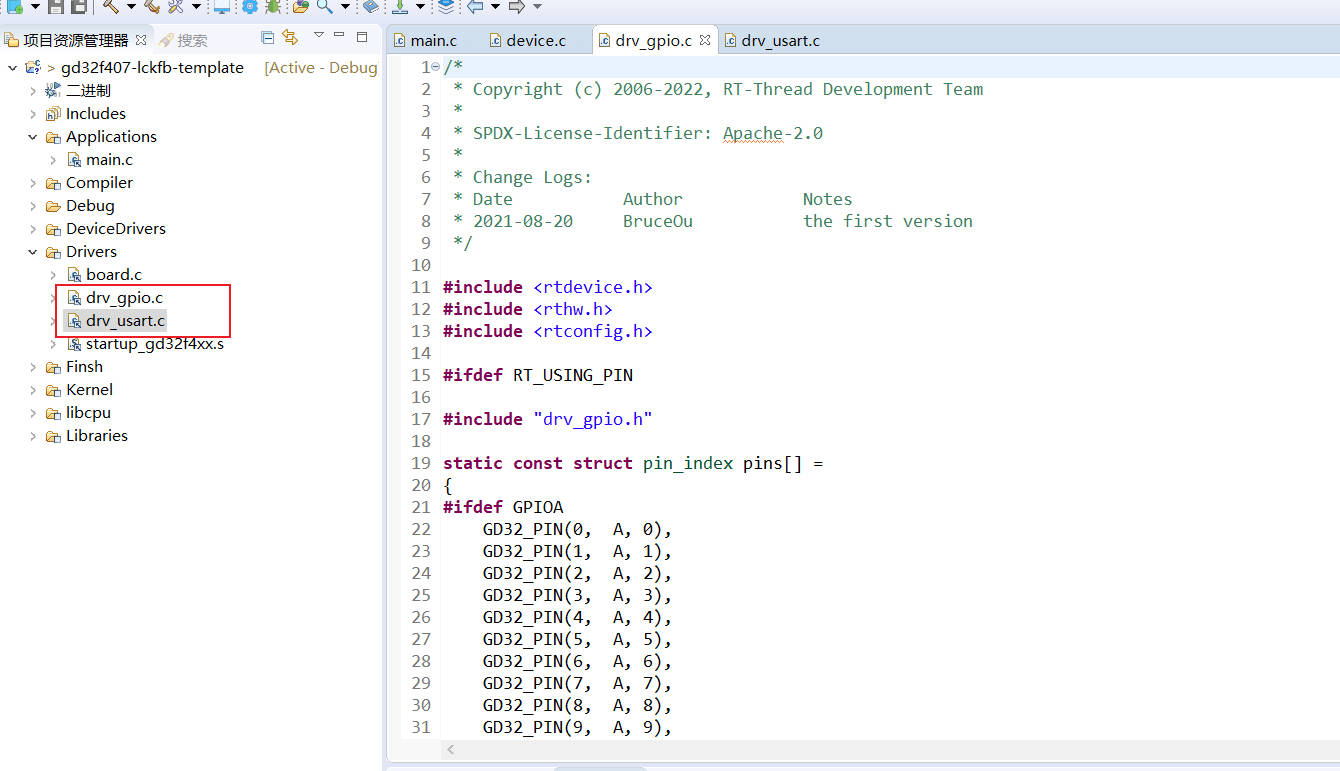 项目资源管理器 搜索
gd32f407-lckfb-template [Active - Debug
二进制
Includes
Applications
main.c
Compiler
Debug
DeviceDrivers
Drivers
board.c
drv_gpio.c
drv_usart.c
startup_gd32f4xx.s
Finsh
Kernel
libcpu
Libraries
main.c device.c drv_gpio.c drv_usart.c
1 /*
2 * Copyright (c) 2006-2022, RT-Thread Development Team
3 *
4 * SPDX-License-Identifier: Apache-2.0
5 *
6 * Change Logs:
7 * Date Author Notes
8 * 2021-08-20 BruceOu the first version
9 */
10
11 #include <rtdevice.h>
12 #include <rthw.h>
13 #include <rtconfig.h>
14
15 #ifdef RT_USING_PIN
16
17 #include "drv_gpio.h"
18
19 static const struct pin_index pins[] =
20 {
21 #ifdef GPIOA
22 GD32_PIN(0, A, 0),
23 GD32_PIN(1, A, 1),
24 GD32_PIN(2, A, 2),
25 GD32_PIN(3, A, 3),
26 GD32_PIN(4, A, 4),
27 GD32_PIN(5, A, 5),
28 GD32_PIN(6, A, 6),
29 GD32_PIN(7, A, 7),
30 GD32_PIN(8, A, 8),
31 GD32_PIN(9, A, 9),